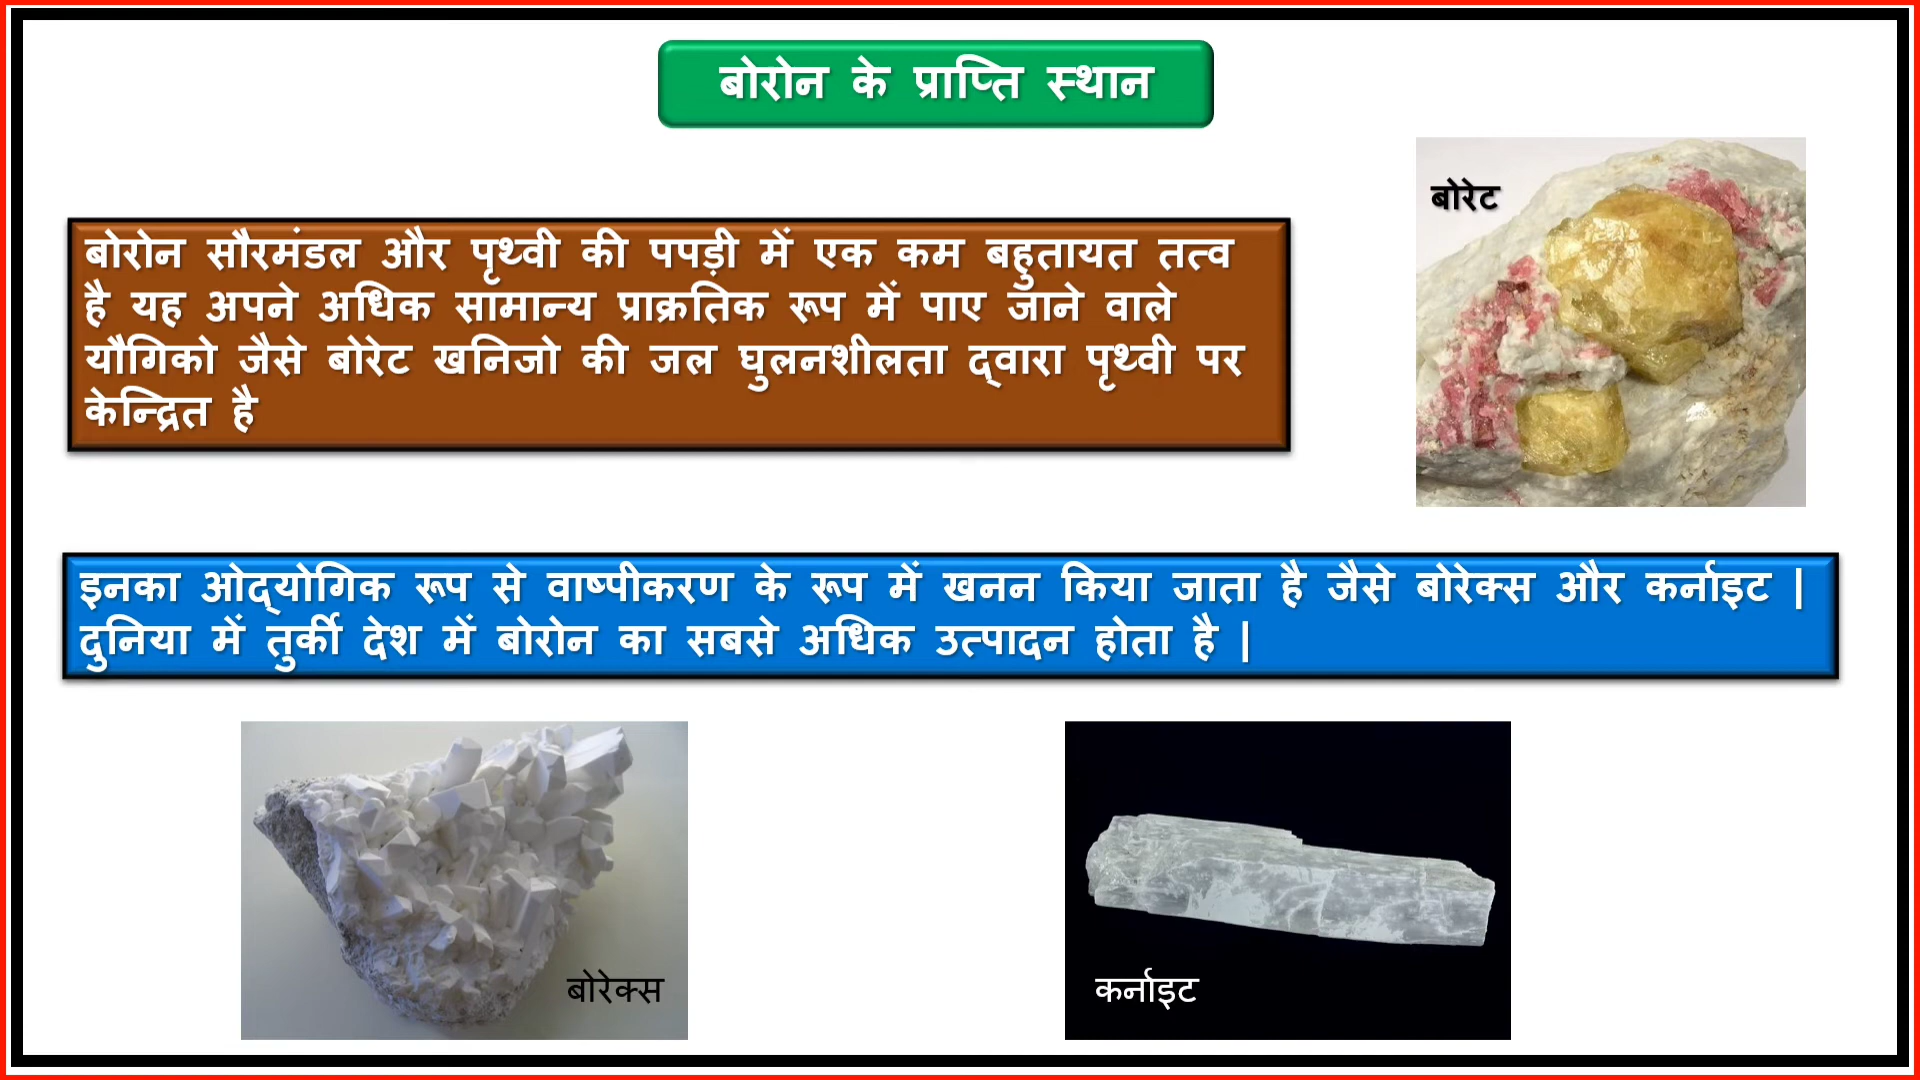 बोरोन के प्राप्ति स्थान
बोरेट
बोरोन सौरमंडल और पृथ्वी की पपड़ी में एक कम बहुतायत तत्व
है यह अपने अधिक सामान्य प्राक्रतिक रूप में पाए जाने वाले
यौगिको जैसे बोरेट खनिजो की जल घुलनशीलता द्वारा पृथ्वी पर
केन्द्रित है
इनका ओद्योगिक रूप से वाष्पीकरण के रूप में खनन किया जाता है जैसे बोरेक्स और कर्नाइट |
दुनिया में तुर्की देश में बोरोन का सबसे अधिक उत्पादन होता है |
बोरेक्स
कर्नाइट